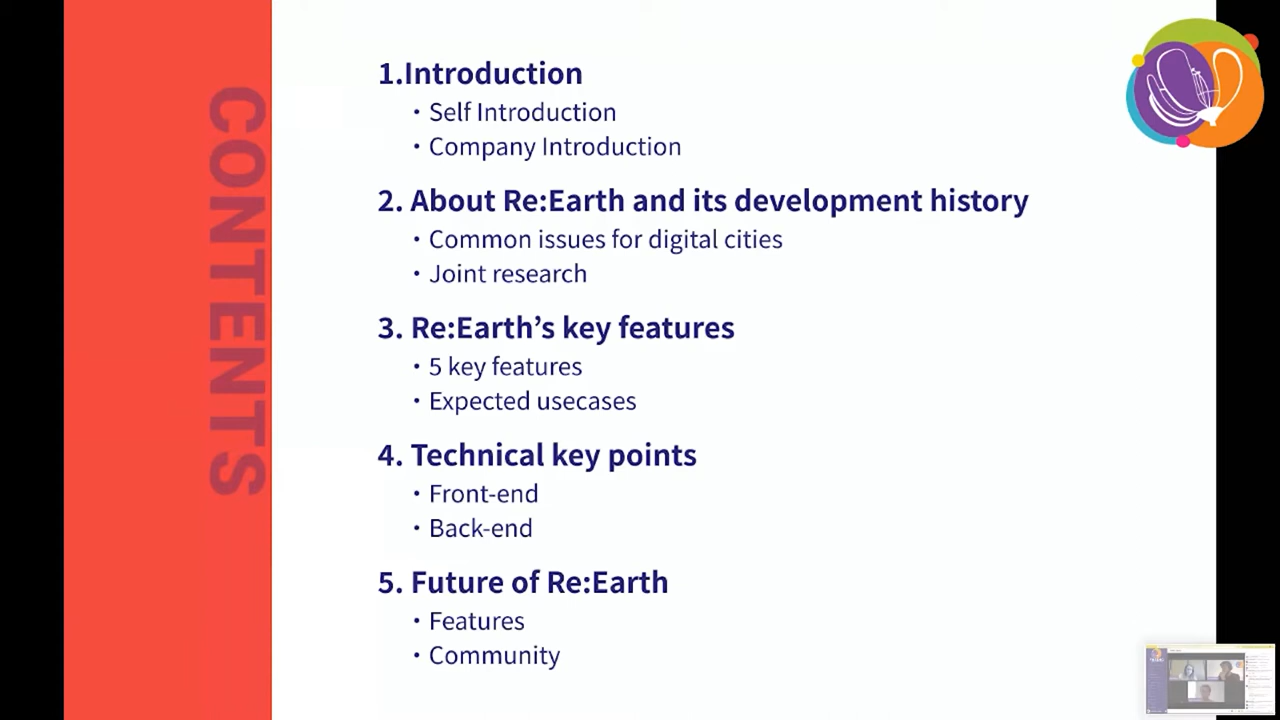 CONTENTS
1.Introduction
・Self Introduction
・Company Introduction
2. About Re:Earth and its development history
・Common issues for digital cities
・Joint research
3. Re:Earth’s key features
・5 key features
・Expected usecases
4. Technical key points
・Front-end
・Back-end
5. Future of Re:Earth
・Features
・Community